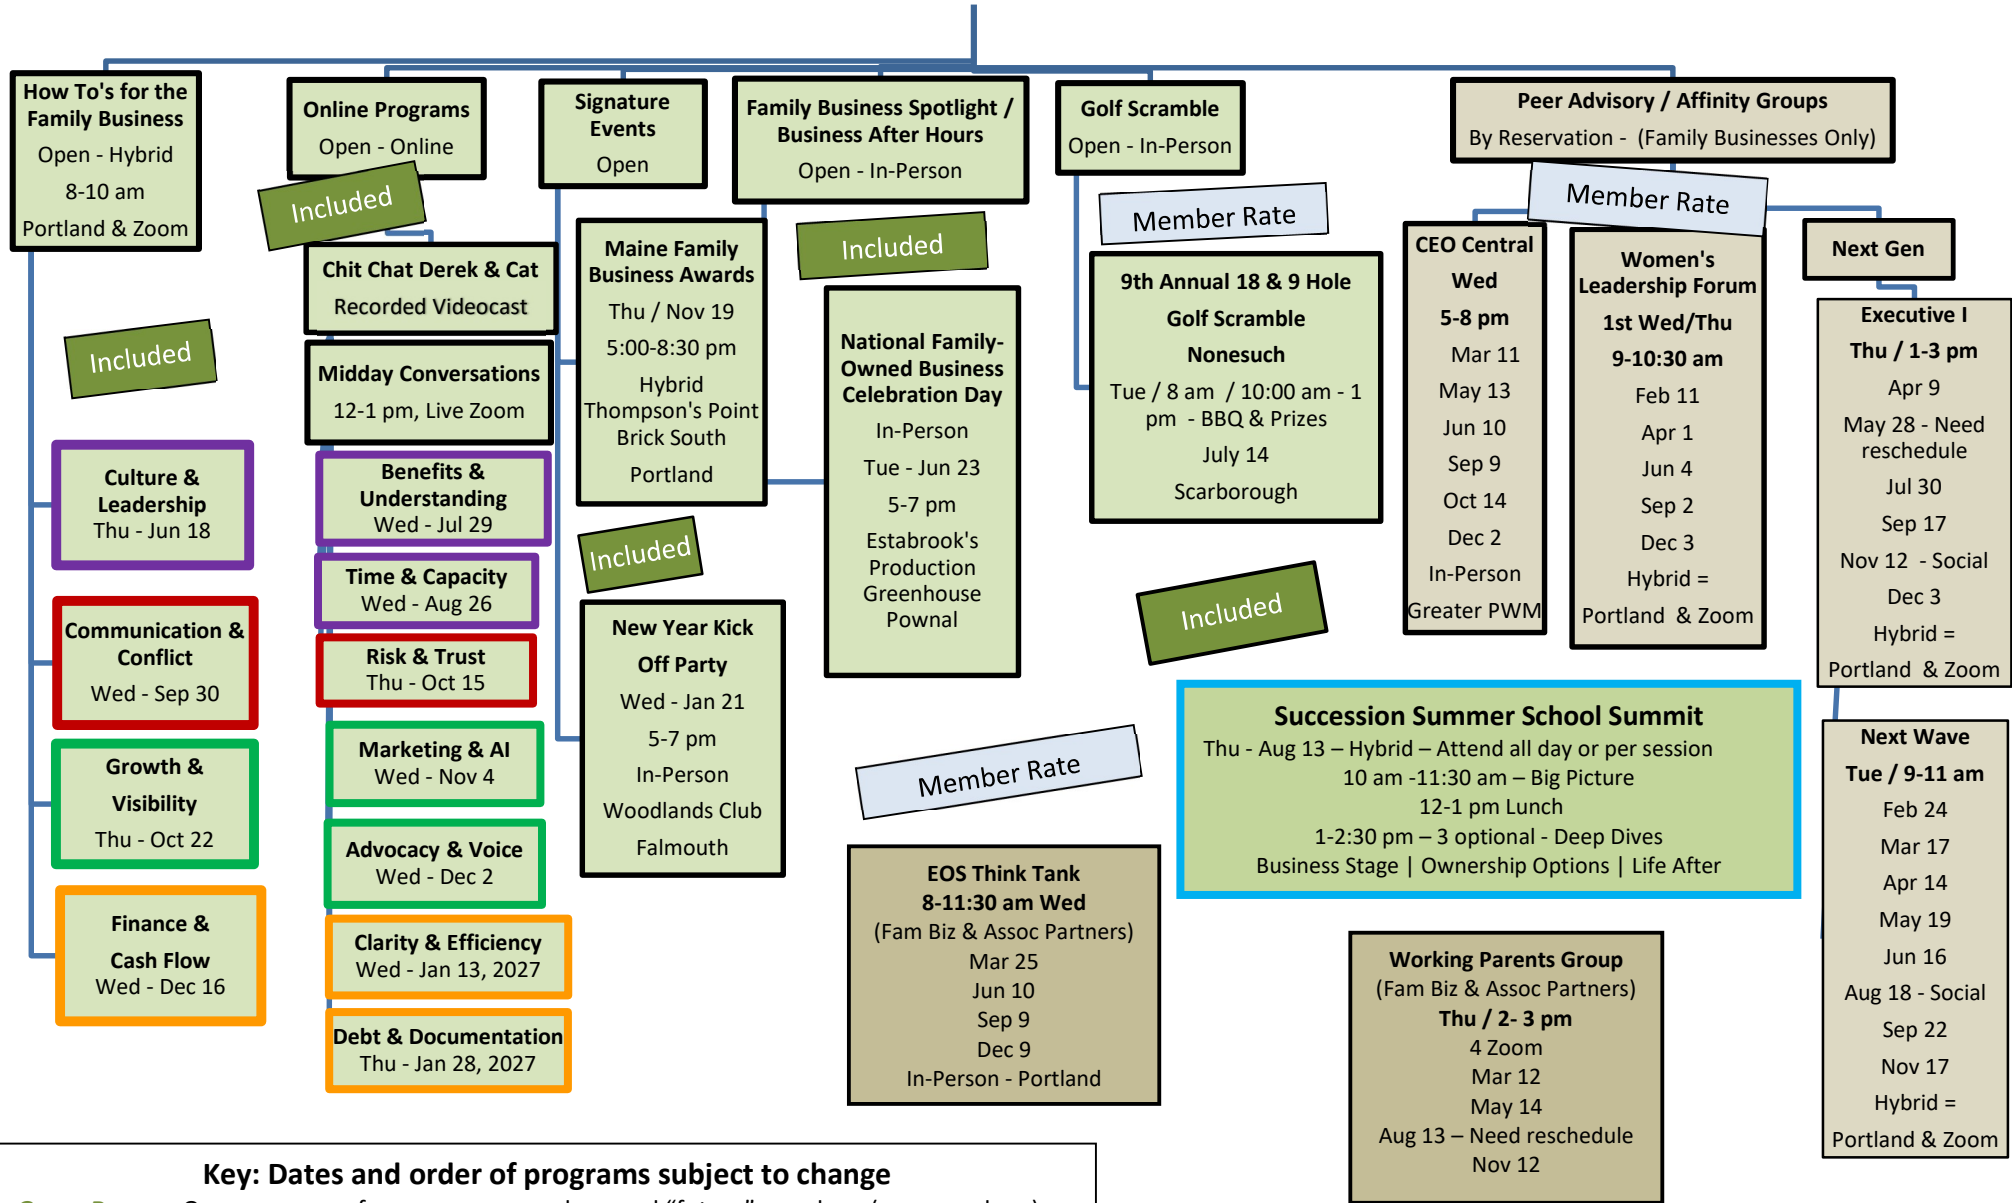 How To's for the
Family Business
Open - Hybrid
8-10 am
Portland & Zoom
Included
Culture &
Leadership
Thu - Jun 18
Communication &
Conflict
Wed - Sep 30
Growth &
Visibility
Thu - Oct 22
Finance &
Cash Flow
Wed - Dec 16
Online Programs
Open - Online
Included
Chit Chat Derek & Cat
Recorded Videocast
Midday Conversations
12-1 pm, Live Zoom
Benefits &
Understanding
Wed - Jul 29
Time & Capacity
Wed - Aug 26
Risk & Trust
Thu - Oct 15
Marketing & AI
Wed - Nov 4
Advocacy & Voice
Wed - Dec 2
Clarity & Efficiency
Wed - Jan 13, 2027
Debt & Documentation
Thu - Jan 28, 2027
Signature
Events
Open
Maine Family
Business Awards
Thu / Nov 19
5:00-8:30 pm
Hybrid
Thompson's Point
Brick South
Portland
Included
New Year Kick
Off Party
Wed - Jan 21
5-7 pm
In-Person
Woodlands Club
Falmouth
Family Business Spotlight /
Business After Hours
Open - In-Person
Included
National Family-
Owned Business
Celebration Day
In-Person
Tue - Jun 23
5-7 pm
Estabrook's
Production
Greenhouse
Pownal
Golf Scramble
Open - In-Person
Member Rate
9th Annual 18 & 9 Hole
Golf Scramble
Nonesuch
Tue / 8 am / 10:00 am - 1
pm - BBQ & Prizes
July 14
Scarborough
Peer Advisory / Affinity Groups
By Reservation - (Family Businesses Only)
Member Rate
CEO Central
Wed
5-8 pm
Mar 11
May 13
Jun 10
Sep 9
Oct 14
Dec 2
In-Person
Greater PWM
Women's
Leadership Forum
1st Wed/Thu
9-10:30 am
Feb 11
Apr 1
Jun 4
Sep 2
Dec 3
Hybrid =
Portland & Zoom
Next Gen
Executive I
Thu / 1-3 pm
Apr 9
May 28 - Need
reschedule
Jul 30
Sep 17
Nov 12 - Social
Dec 3
Hybrid =
Portland & Zoom
Next Wave
Tue / 9-11 am
Feb 24
Mar 17
Apr 14
May 19
Jun 16
Aug 18 - Social
Sep 22
Nov 17
Hybrid =
Portland & Zoom
Included
Succession Summer School Summit
Thu - Aug 13 – Hybrid – Attend all day or per session
10 am -11:30 am – Big Picture
12-1 pm Lunch
1-2:30 pm – 3 optional - Deep Dives
Business Stage | Ownership Options | Life After
Member Rate
EOS Think Tank
8-11:30 am Wed
(Fam Biz & Assoc Partners)
Mar 25
Jun 10
Sep 9
Dec 9
In-Person - Portland
Working Parents Group
(Fam Biz & Assoc Partners)
Thu / 2- 3 pm
4 Zoom
Mar 12
May 14
Aug 13 – Need reschedule
Nov 12
Key: Dates and order of programs subject to change